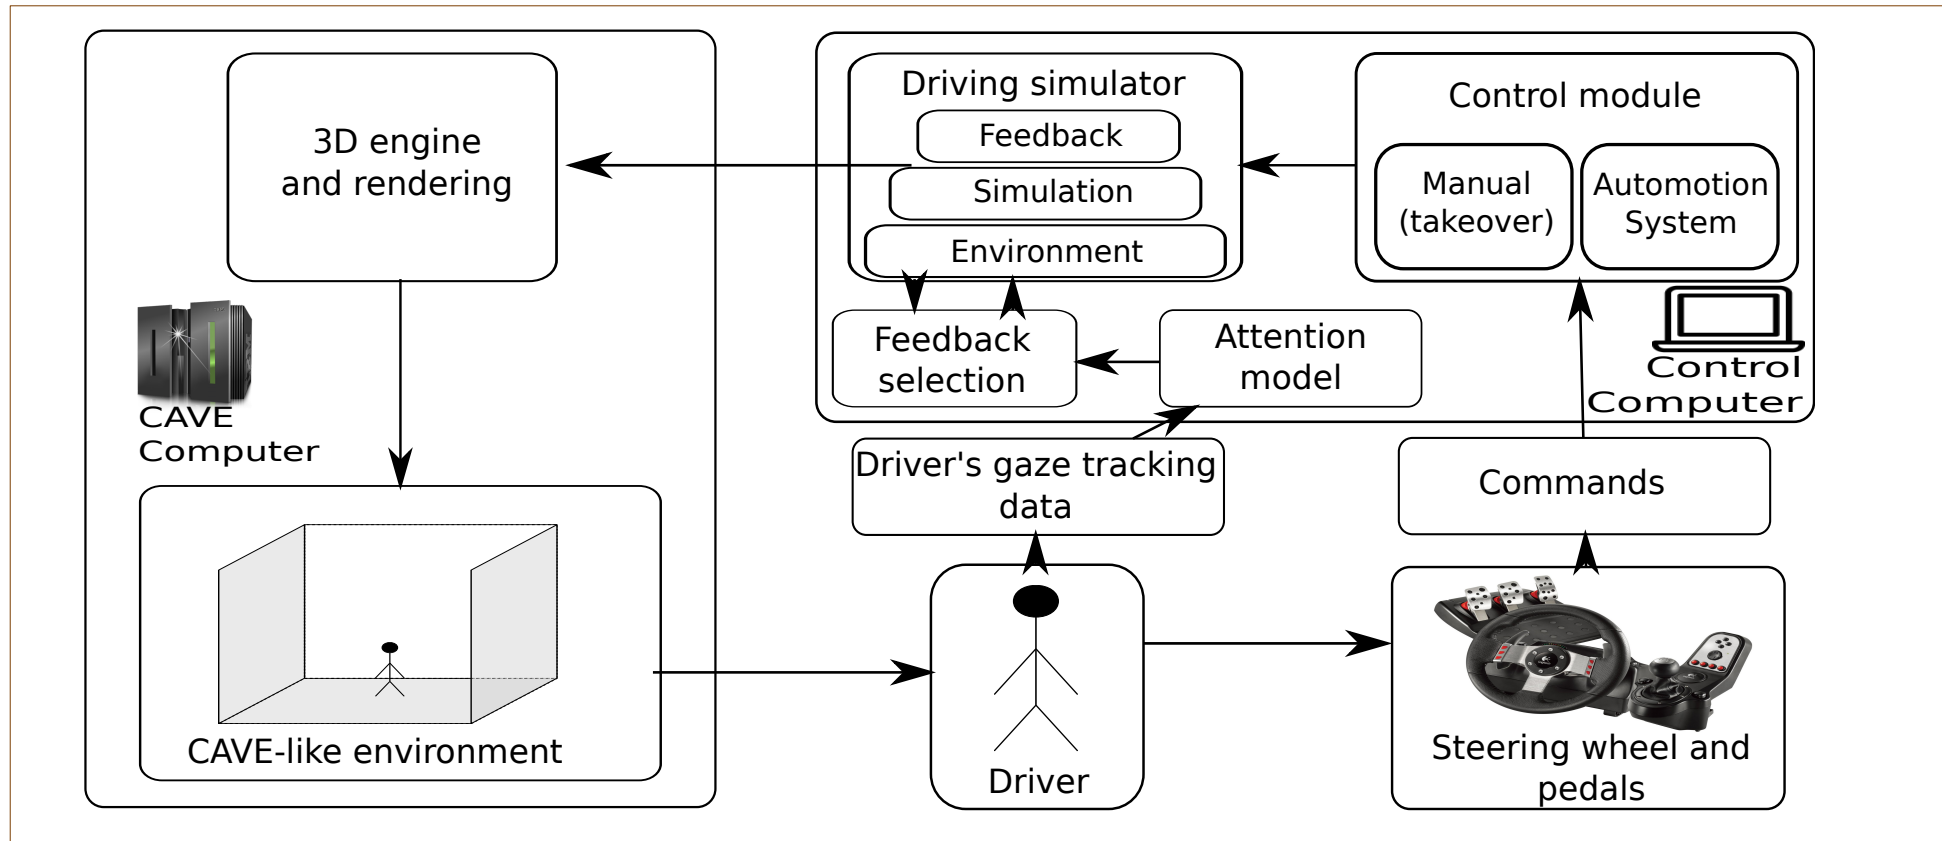 3D engine
and rendering
CAVE
Computer
CAVE-like environment
Driving simulator
Feedback
Simulation
Environment
Feedback
selection
Attention
model
Control module
Manual
(takeover)
Automotion
System
Control
Computer
Driver's gaze tracking
data
Commands
Driver
Steering wheel and
pedals